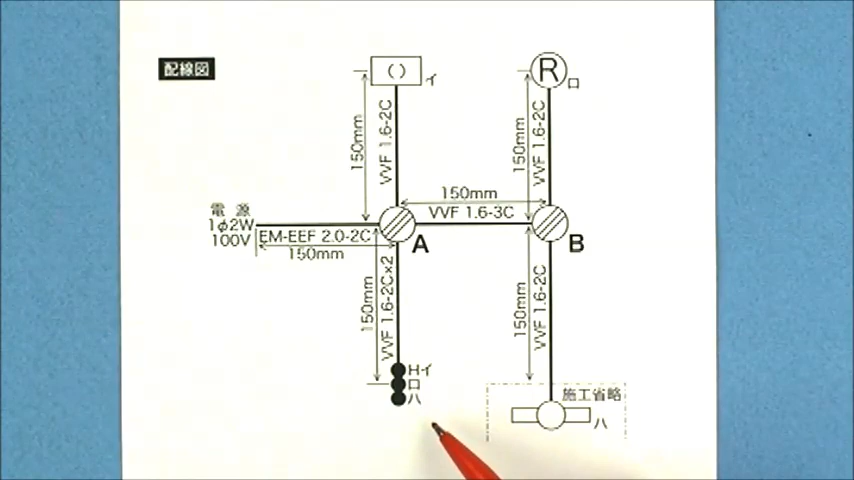 配線図
( )
イ
R
ロ
150mm
VVF 1.6-2C
150mm
VVF 1.6-2C
150mm
VVF 1.6-3C
電 源
1φ2W
100V
EM-EEF 2.0-2C
150mm
A
B
150mm
VVF 1.6-2C×2
150mm
VVF 1.6-2C
Hイ
ロ
ハ
施工省略
ハ